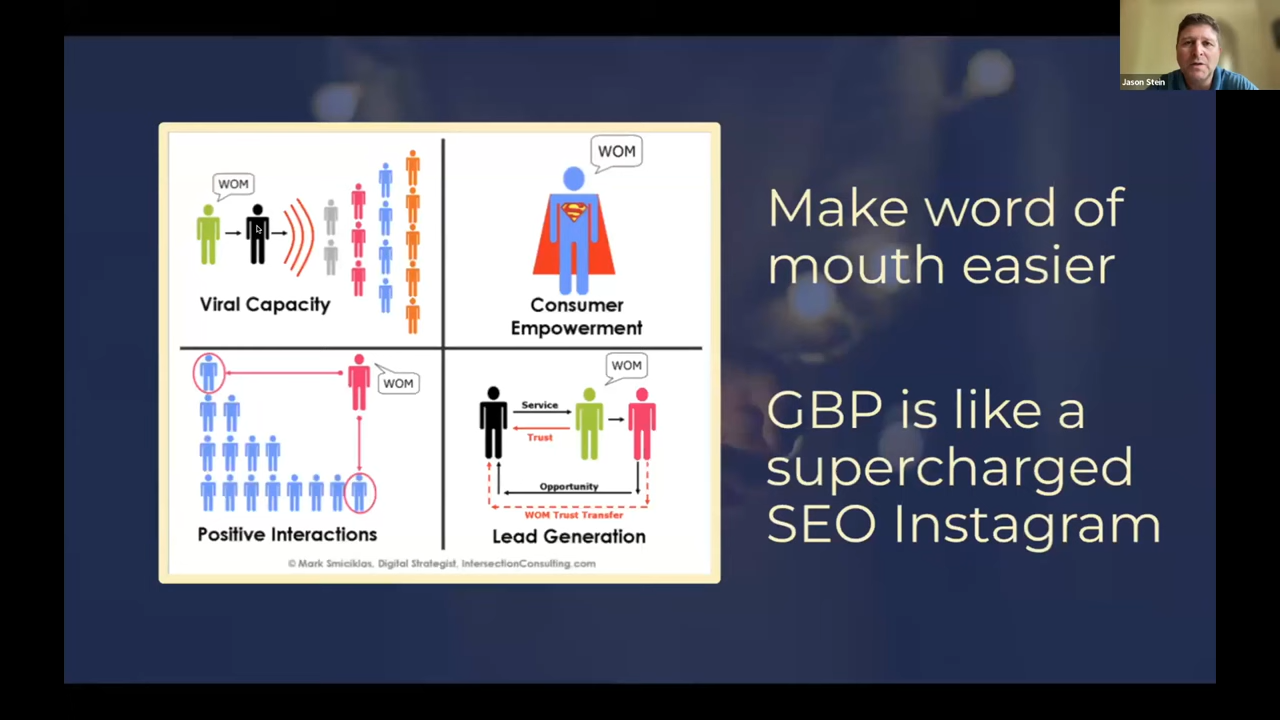 Jason Stein
WOM
Viral Capacity
WOM
S
Consumer
Empowerment
WOM
Positive Interactions
WOM
Service
Trust
Opportunity
WOM Trust Transfer
Lead Generation
© Mark Smiciklas, Digital Strategist, IntersectionConsulting.com
Make word of
mouth easier
GBP is like a
supercharged
SEO Instagram